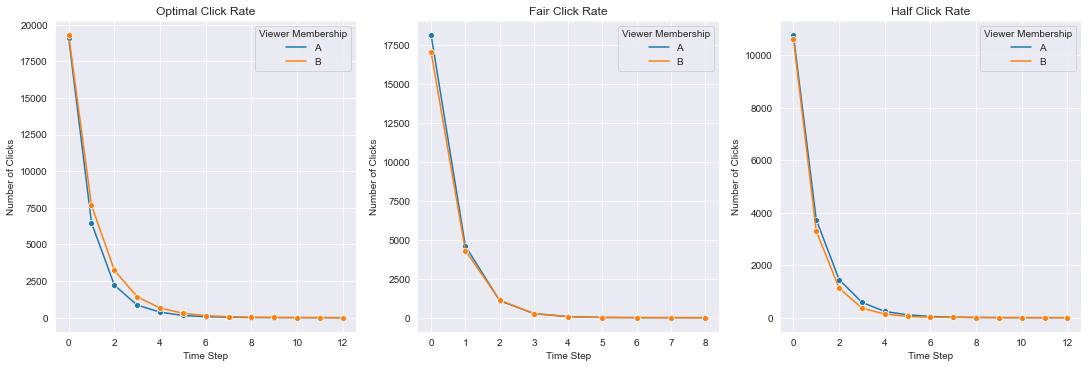 Optimal Click Rate
Number of Clicks
20000
17500
15000
12500
10000
7500
5000
2500
0
Viewer Membership
A
B
0 2 4 6 8 10 12
Time Step
Fair Click Rate
Number of Clicks
17500
15000
12500
10000
7500
5000
2500
0
Viewer Membership
A
B
0 1 2 3 4 5 6 7 8
Time Step
Half Click Rate
Number of Clicks
10000
8000
6000
4000
2000
0
Viewer Membership
A
B
0 2 4 6 8 10 12
Time Step